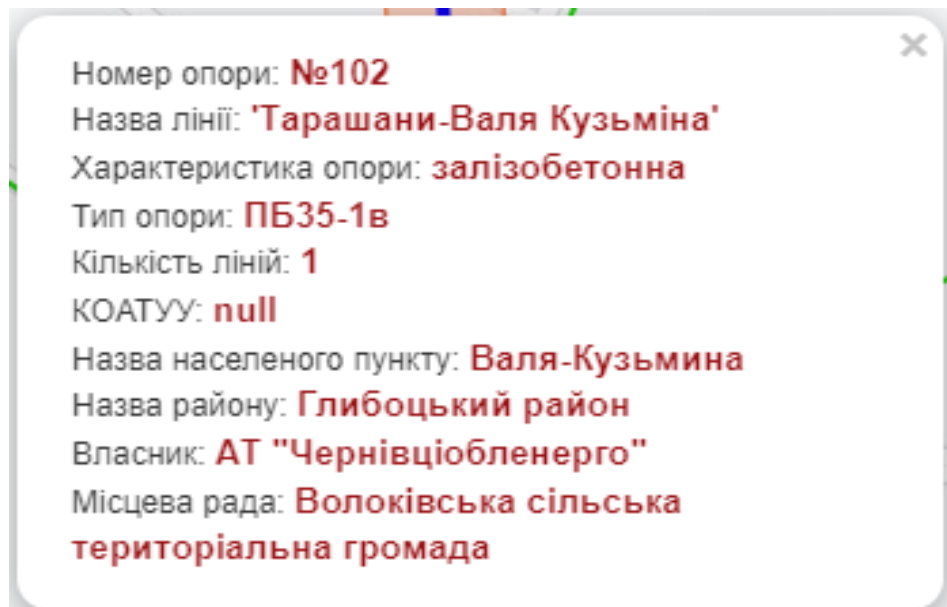 Номер опори: №102
Назва лінії: 'Тарашани-Валя Кузьміна'
Характеристика опори: залізобетонна
Тип опори: ПБ35-1в
Кількість ліній: 1
КОАТУУ: null
Назва населеного пункту: Валя-Кузьмина
Назва району: Глибоцький район
Власник: АТ "Чернівціобленерго"
Місцева рада: Волоківська сільська
територіальна громада